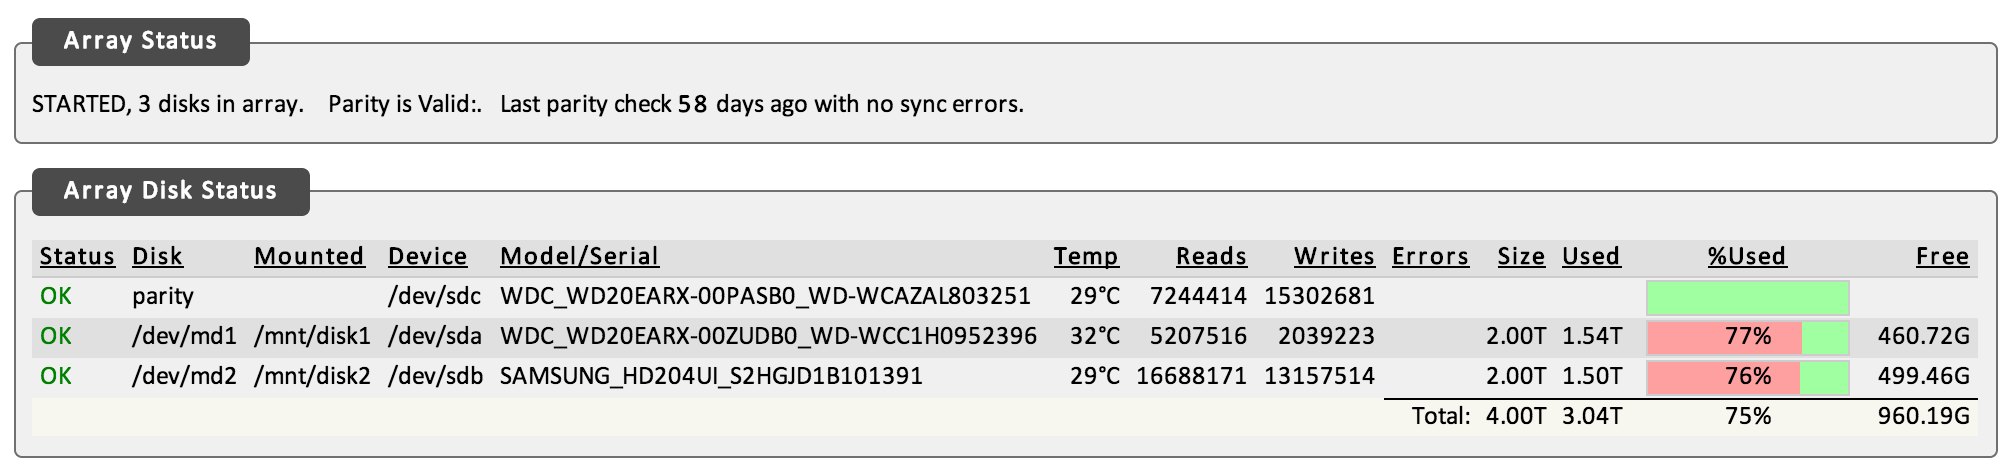 Array Status
STARTED, 3 disks in array. Parity is Valid:. Last parity check 58 days ago with no sync errors.
Array Disk Status
Status Disk Mounted Device Model/Serial Temp Reads Writes Errors Size Used %Used Free
OK parity /dev/sdc WDC_WD20EARX-00PASB0_WD-WCAZAL803251 29°C 7244414 15302681
OK /dev/md1 /mnt/disk1 /dev/sda WDC_WD20EARX-00ZUDB0_WD-WCC1H0952396 32°C 5207516 2039223 2.00T 1.54T 77% 460.72G
OK /dev/md2 /mnt/disk2 /dev/sdb SAMSUNG_HD204UI_S2HGJD1B101391 29°C 16688171 13157514 2.00T 1.50T 76% 499.46G
Total: 4.00T 3.04T 75% 960.19G